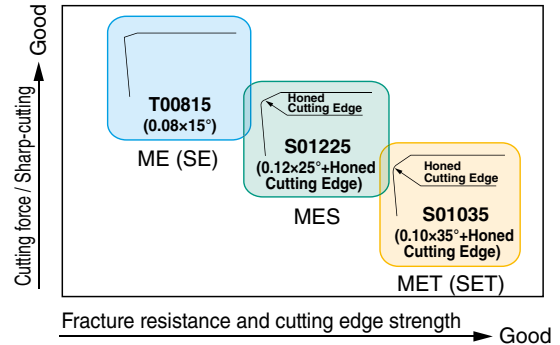 Good
Cutting force / Sharp-cutting
T00815
(0.08×15°)
ME (SE)
Honed
Cutting Edge
S01225
(0.12×25°+Honed
Cutting Edge)
MES
Honed
Cutting Edge
S01035
(0.10×35°+Honed
Cutting Edge)
MET (SET)
Fracture resistance and cutting edge strength
Good